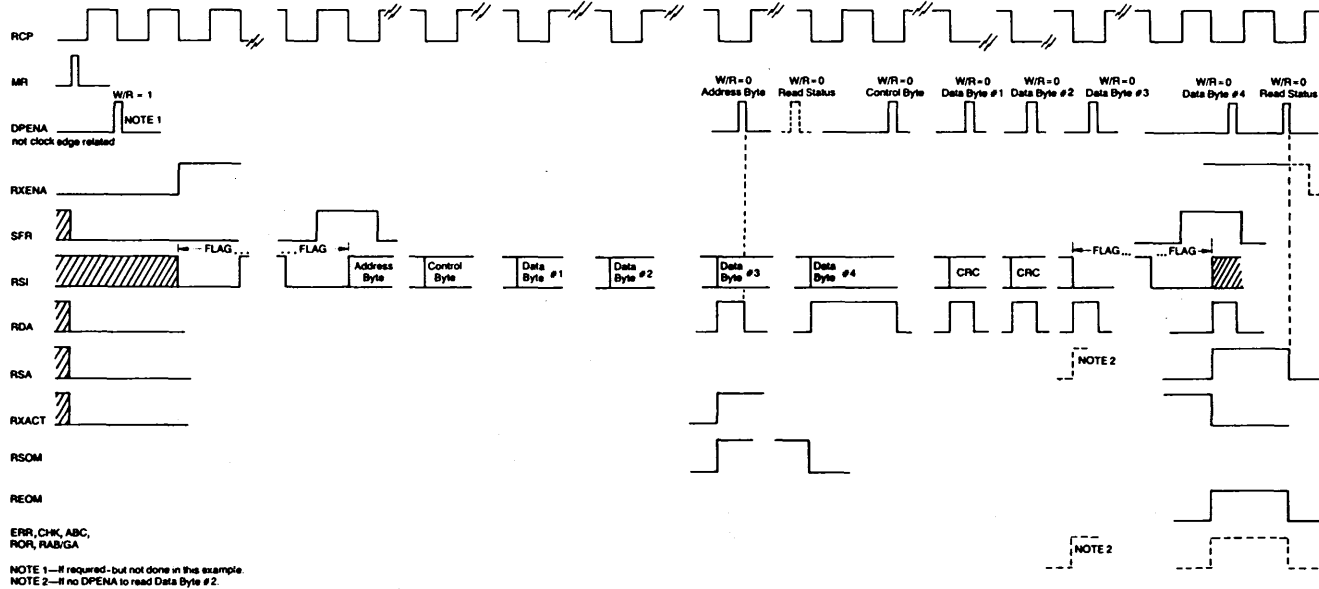 RCP
MR
W/R = 1
NOTE 1
W/R = 0
Address Byte
W/R = 0
Read Status
W/R = 0
Control Byte
W/R = 0
Data Byte #1
W/R = 0
Data Byte #2
W/R = 0
Data Byte #3
W/R = 0
Data Byte #4
W/R = 0
Read Status
DPENA
not clock edge related
RXENA
SFR
FLAG ...
... FLAG
FLAG ...
... FLAG
RSI
Address Byte
Control Byte
Data Byte #1
Data Byte #2
Data Byte #3
Data Byte #4
CRC
CRC
RDA
RSA
NOTE 2
RXACT
RSOM
REOM
ERR, CHK, ABC,
ROR, RAB/GA
NOTE 2
NOTE 1—If required-but not done in this example.
NOTE 2—If no DPENA to read Data Byte #2.